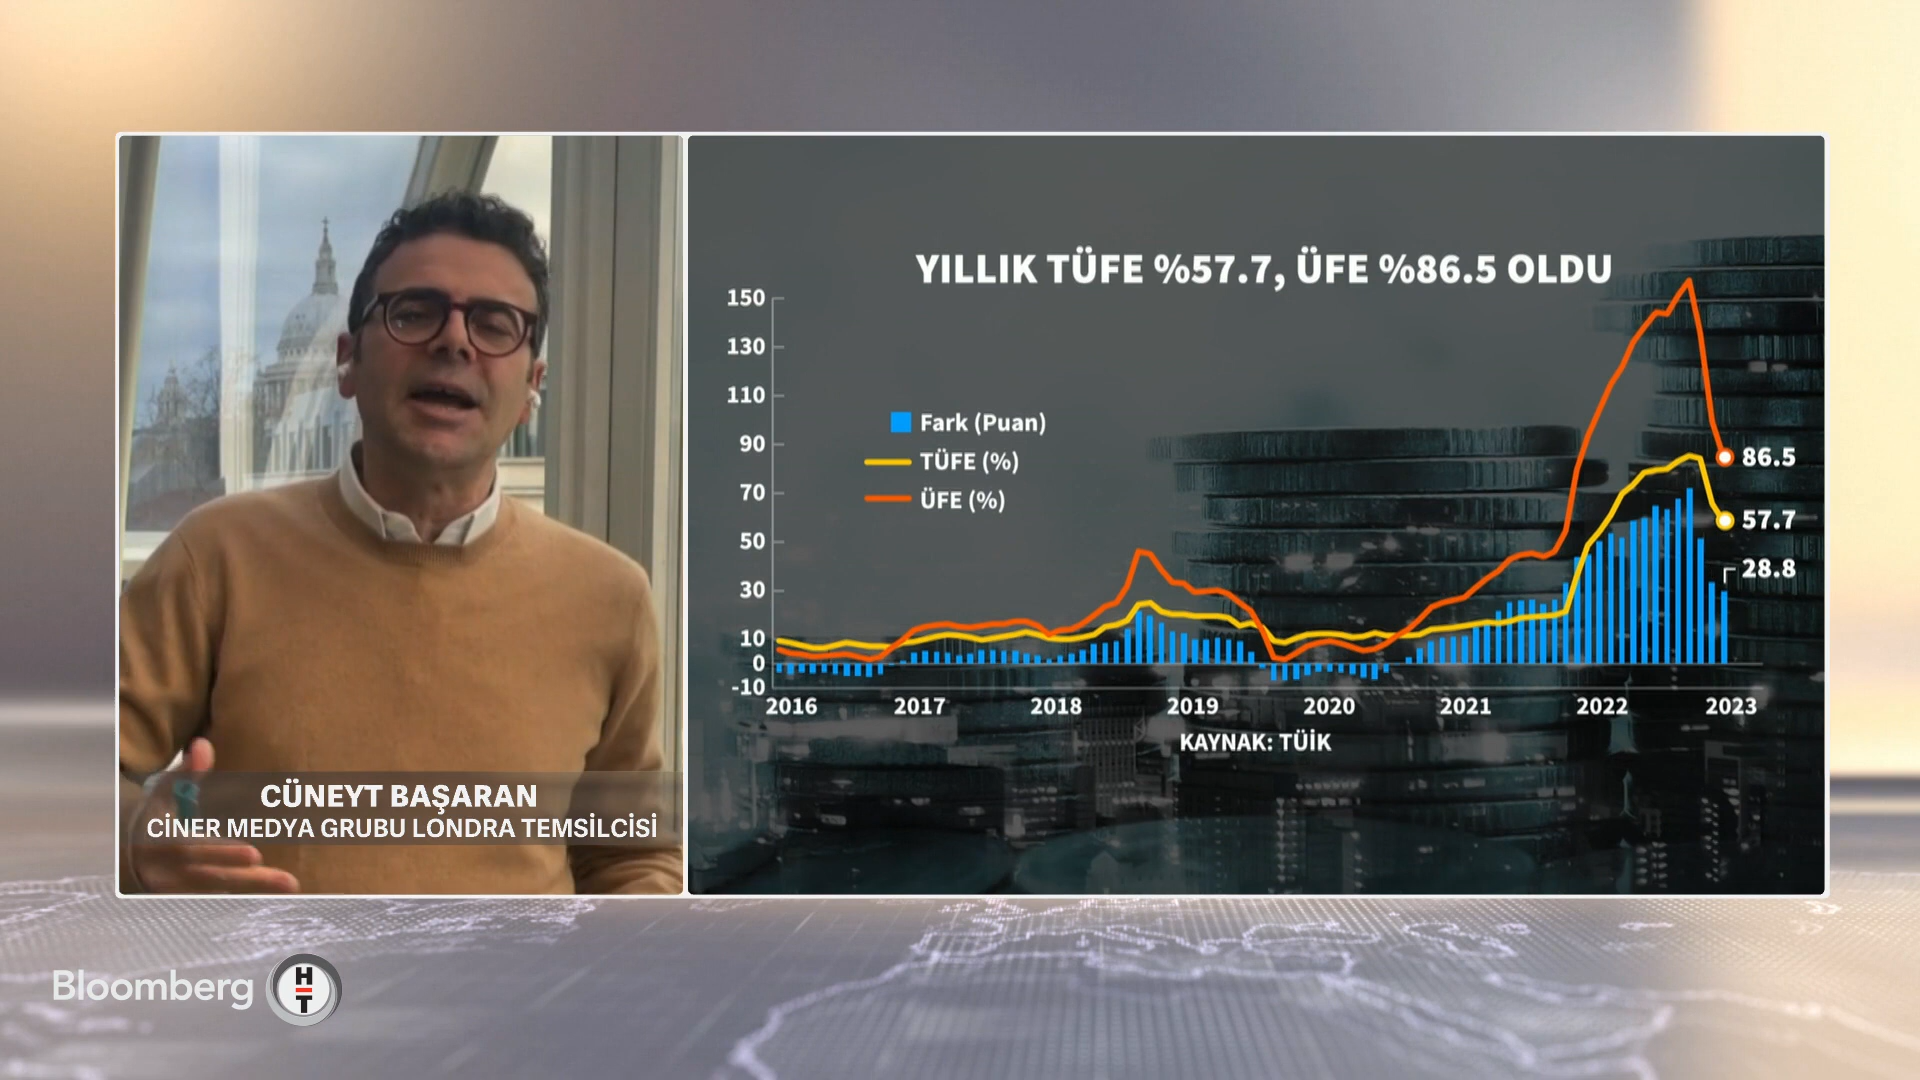 YILLIK TÜFE %57.7, ÜFE %86.5 OLDU
150
130
110
90
70
50
30
10
0
-10
Fark (Puan)
TÜFE (%)
ÜFE (%)
86.5
57.7
28.8
2016 2017 2018 2019 2020 2021 2022 2023
KAYNAK: TÜİK
CÜNEYT BAŞARAN
CİNER MEDYA GRUBU LONDRA TEMSİLCİSİ
Bloomberg HT